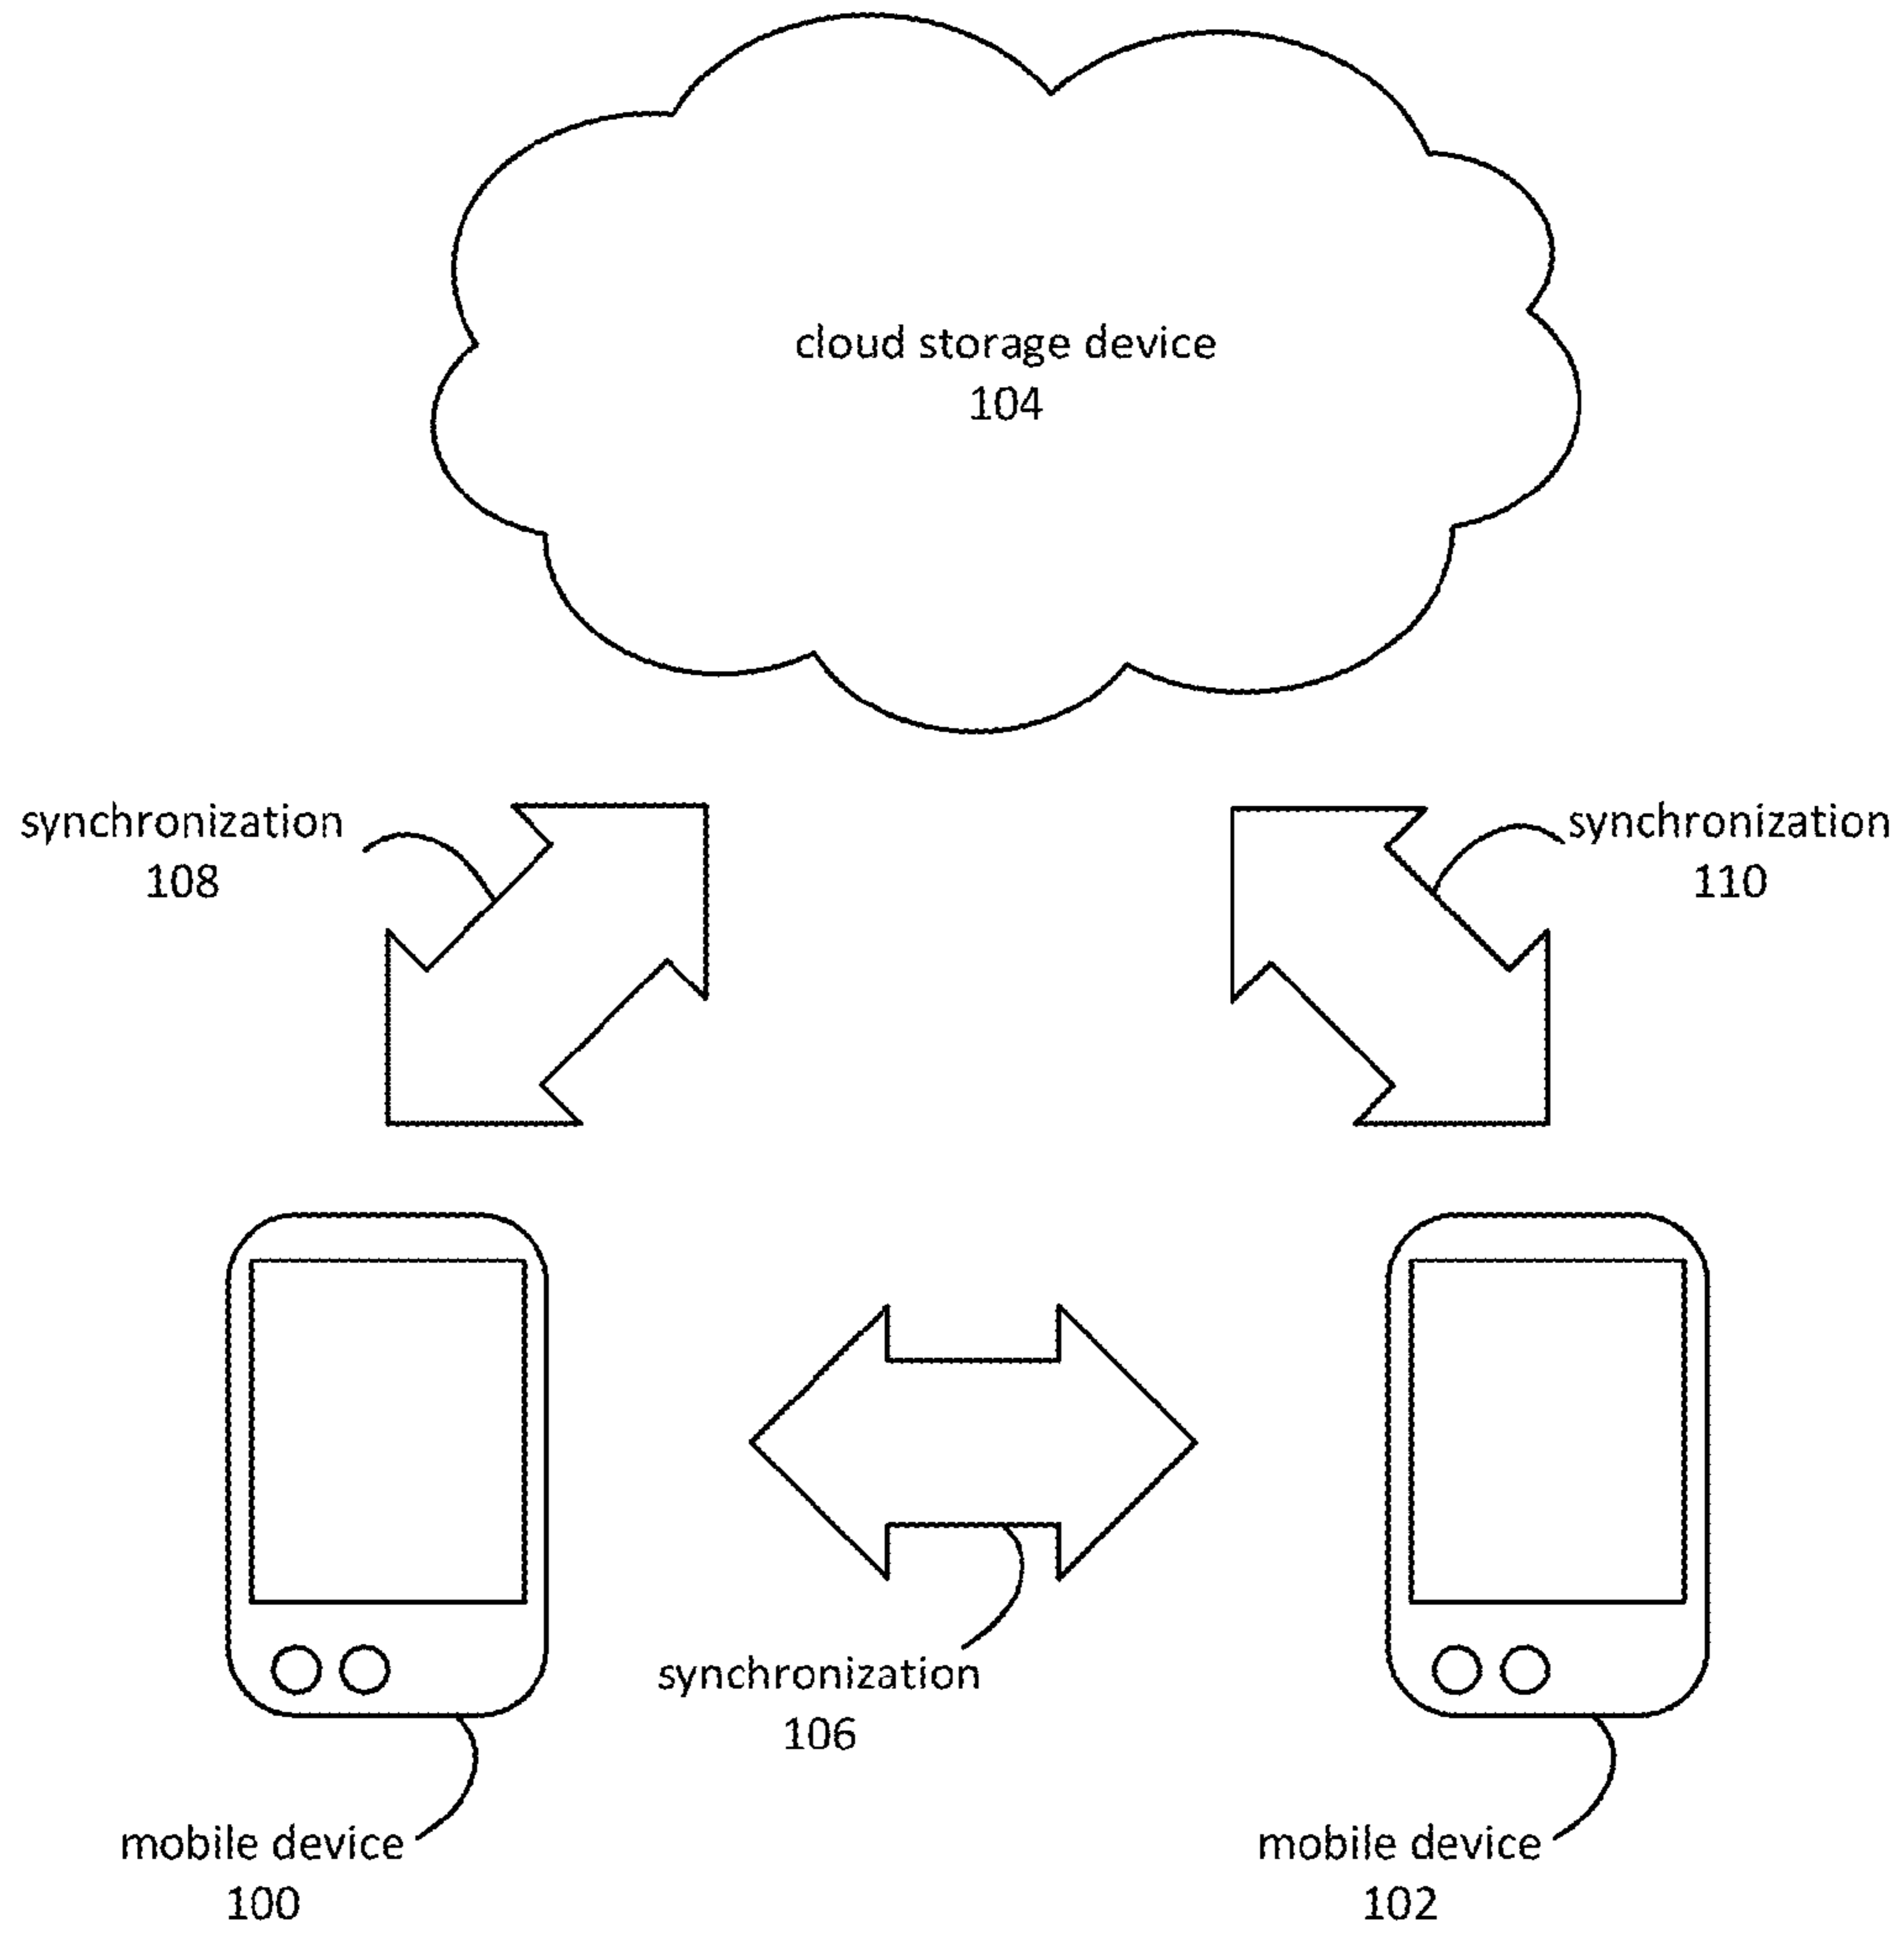 cloud storage device
104
synchronization
108
synchronization
110
synchronization
106
mobile device
100
mobile device
102